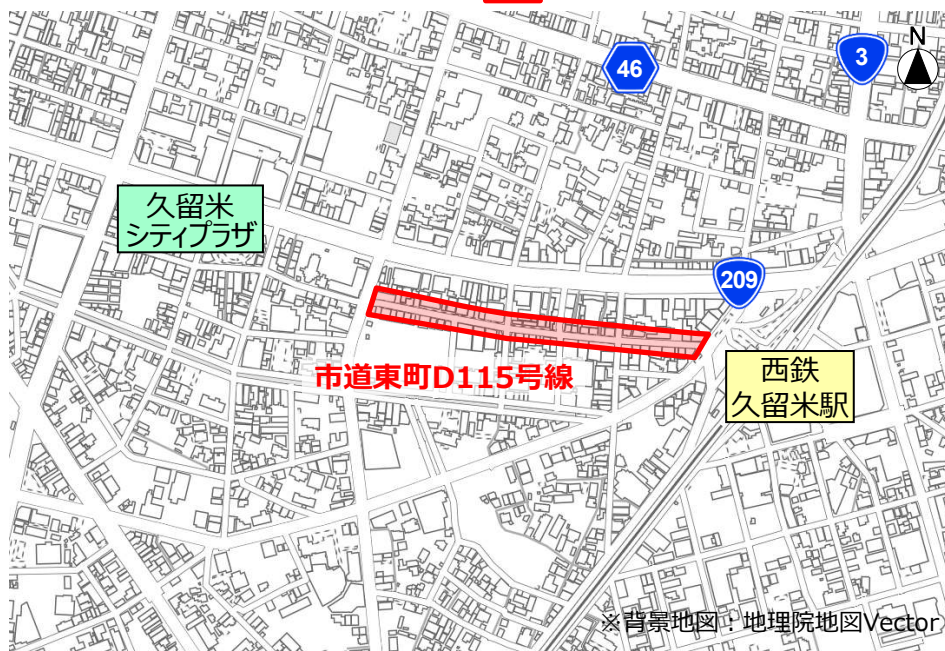 46
3
N
久留米
シティプラザ
209
市道東町D115号線
西鉄
久留米駅
※背景地図：地理院地図Vector